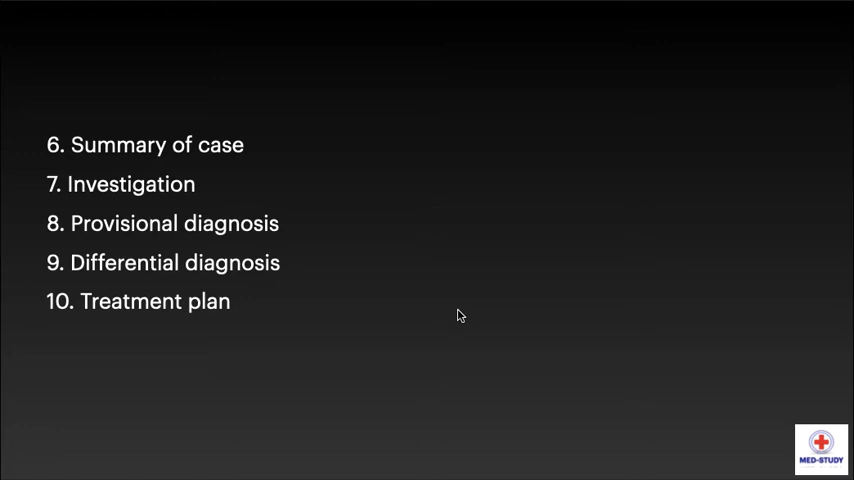 6. Summary of case
7. Investigation
8. Provisional diagnosis
9. Differential diagnosis
10. Treatment plan
MED-STUDY